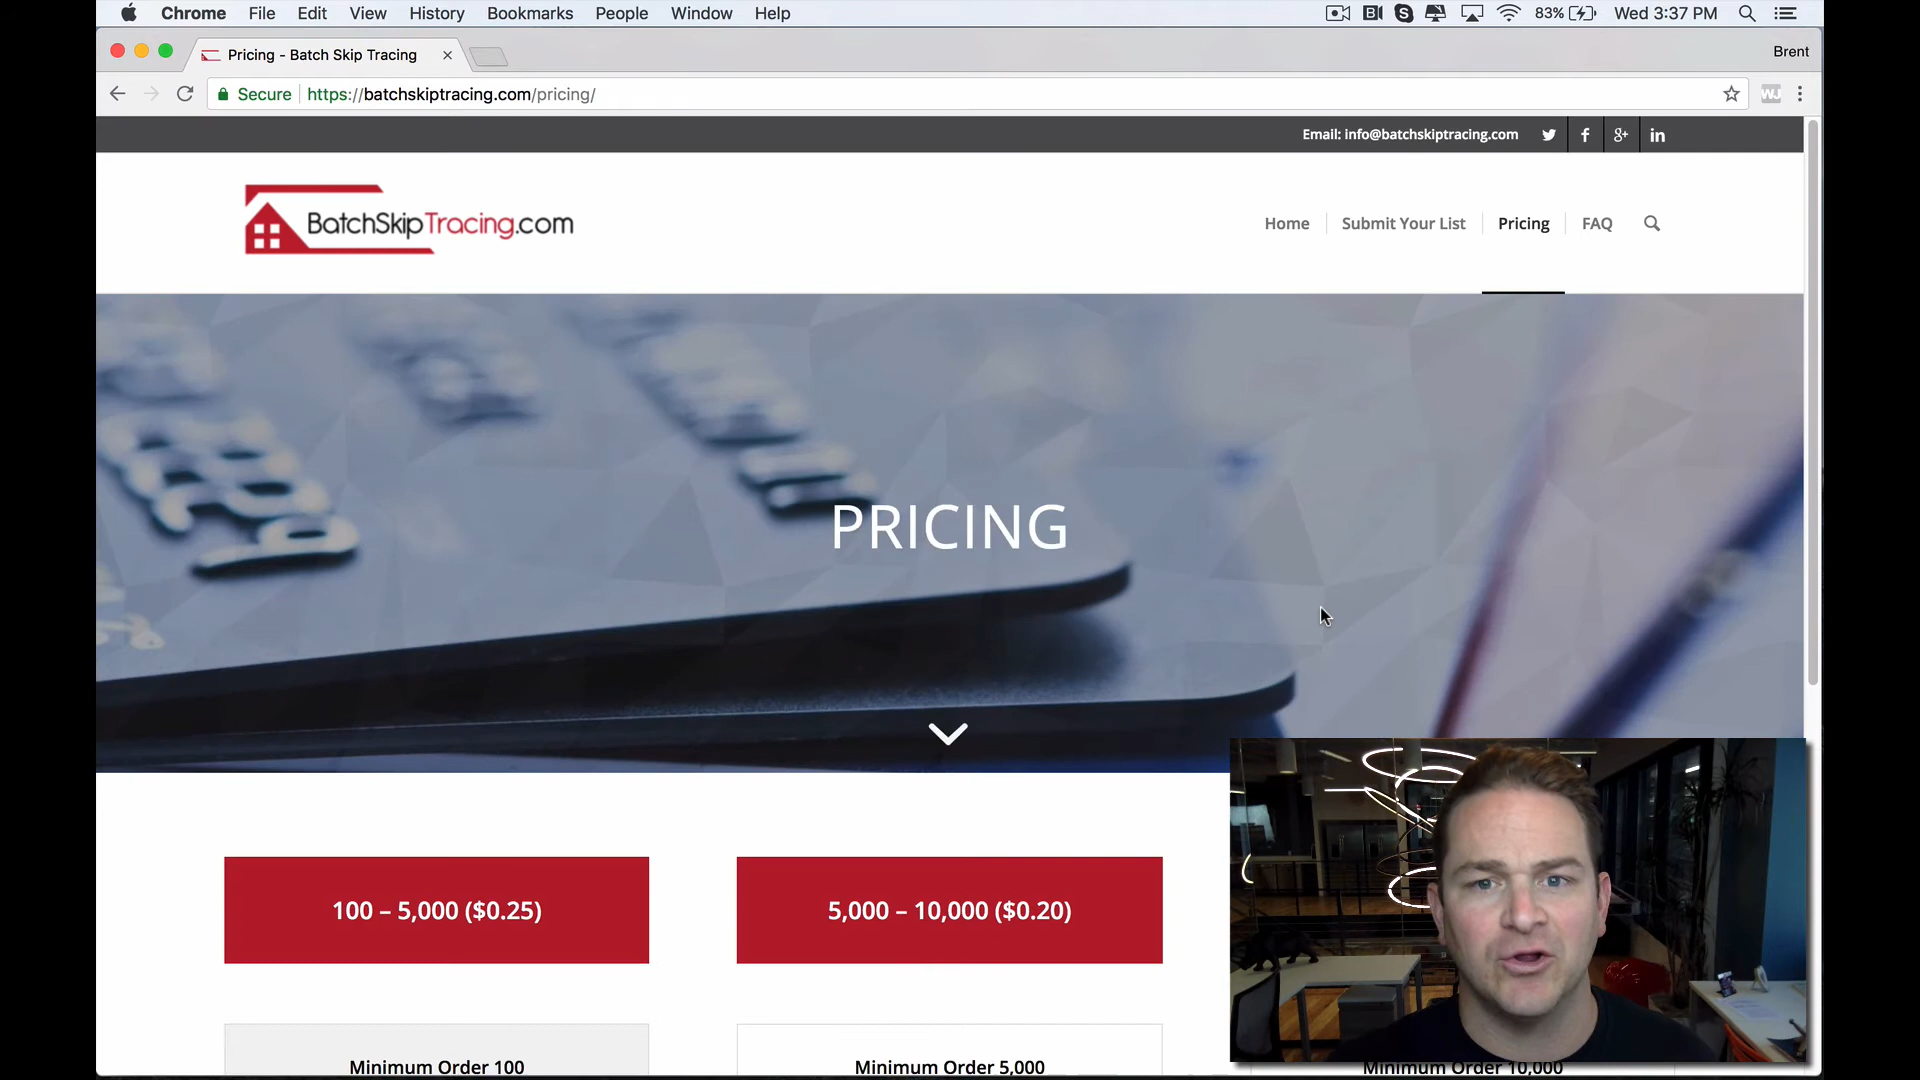 Chrome File Edit View History Bookmarks People Window Help 83% Wed 3:37 PM
Pricing - Batch Skip Tracing
Brent
Secure https://batchskiptracing.com/pricing/
Email: info@batchskiptracing.com
BatchSkipTracing.com
Home Submit Your List Pricing FAQ
PRICING
100 – 5,000 ($0.25) 5,000 – 10,000 ($0.20)
Minimum Order 100 Minimum Order 5,000 Minimum Order 10,000